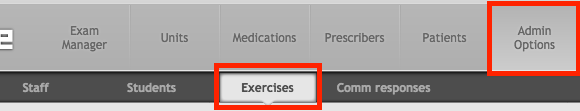 Exam Manager
Units
Medications
Prescribers
Patients
Admin Options
Staff
Students
Exercises
Comm responses